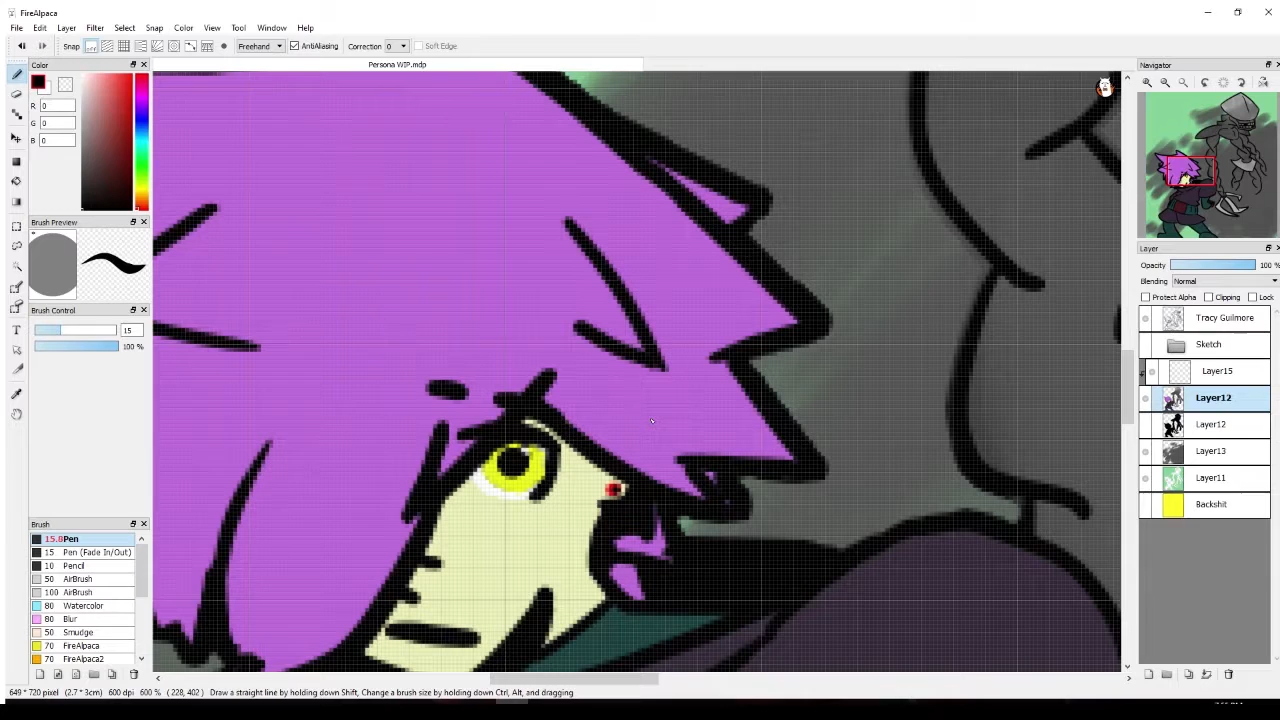 FireAlpaca
File Edit Layer Filter Select Snap Color View Tool Window Help
Snap OFF Freehand AntiAliasing Correction 0 Soft Edge
Color
Persona WIP.mdp
Navigator
R 0
G 0
B 0
Brush Preview
Brush Control
15
100 %
Layer
Opacity 100 %
Blending Normal
Protect Alpha Clipping Lock
Tracy Guilmore
Sketch
Layer15
Layer12
Layer12
Layer13
Layer11
Backshit
Brush
15.0 Pen
15 Pen (Fade In/Out)
10 Pencil
50 AirBrush
100 AirBrush
80 Watercolor
80 Blur
50 Smudge
70 FireAlpaca
70 FireAlpaca2
649 * 720 pixel (2.7 * 3cm) 600 dpi 600 % ( 228, 402 ) Draw a straight line by holding down Shift, Change a brush size by holding down Ctrl, Alt, and dragging